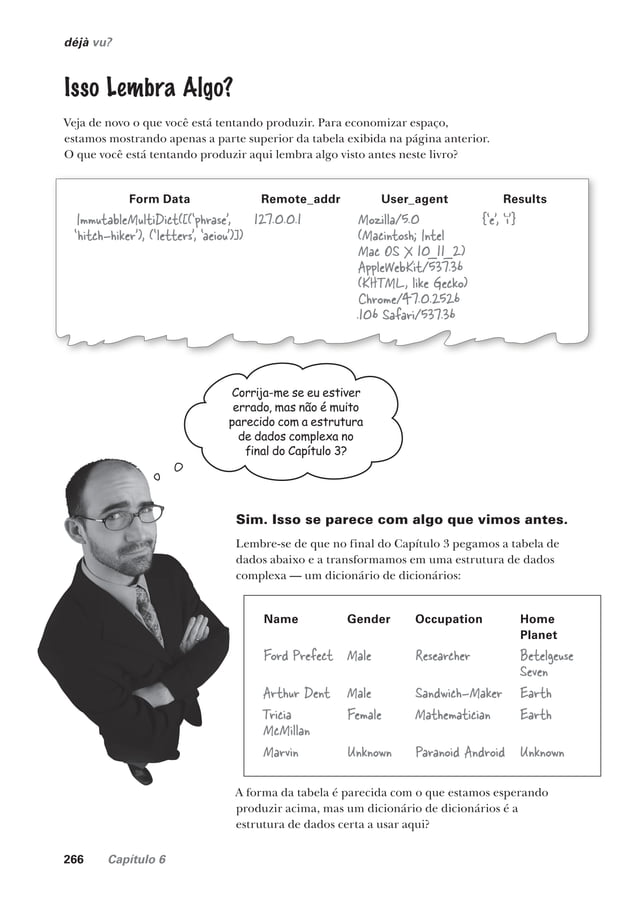 déjà vu?
Isso Lembra Algo?
Veja de novo o que você está tentando produzir. Para economizar espaço,
estamos mostrando apenas a parte superior da tabela exibida na página anterior.
O que você está tentando produzir aqui lembra algo visto antes neste livro?
Form Data Remote_addr User_agent Results
ImmutableMultiDict([('phrase', 127.0.0.1 Mozilla/5.0 {'e', 'i'}
'hitch-hiker'), ('letters', 'aeiou')]) (Macintosh; Intel
Mac OS X 10_11_2)
AppleWebKit/537.36
(KHTML, like Gecko)
Chrome/47.0.2526
.106 Safari/537.36
Corrija-me se eu estiver
errado, mas não é muito
parecido com a estrutura
de dados complexa no
final do Capítulo 3?
Sim. Isso se parece com algo que vimos antes.
Lembre-se de que no final do Capítulo 3 pegamos a tabela de
dados abaixo e a transformamos em uma estrutura de dados
complexa — um dicionário de dicionários:
Name Gender Occupation Home
Planet
Ford Prefect Male Researcher Betelgeuse
Seven
Arthur Dent Male Sandwich-Maker Earth
Tricia Female Mathematician Earth
McMillan
Marvin Unknown Paranoid Android Unknown
A forma da tabela é parecida com o que estamos esperando
produzir acima, mas um dicionário de dicionários é a
estrutura de dados certa a usar aqui?
266 Capítulo 6